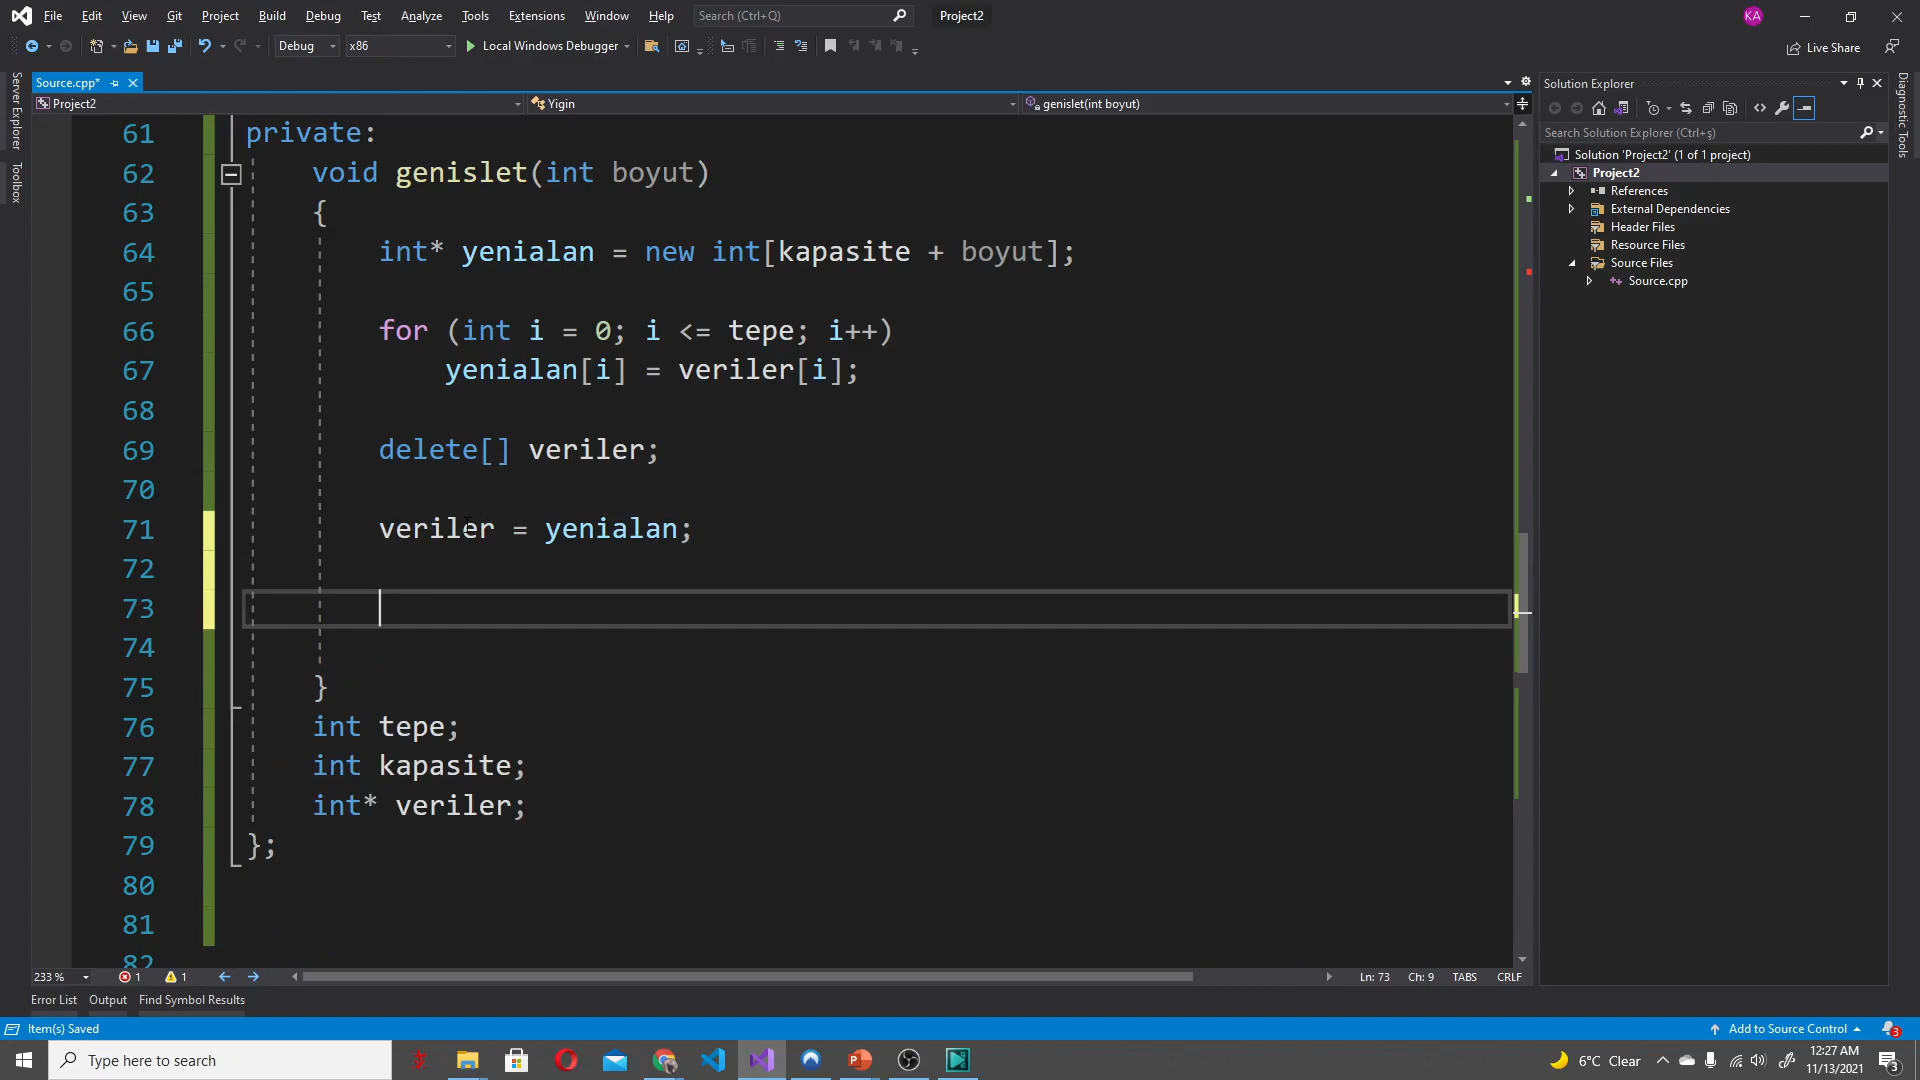 File Edit View Git Project Build Debug Test Analyze Tools Extensions Window Help Search (Ctrl+Q) Project2 KA
Debug x86 Local Windows Debugger Live Share
Server Explorer
Toolbox
Source.cpp*
Project2 Yigin genislet(int boyut)
61 private:
62 void genislet(int boyut)
63 {
64 int* yenialan = new int[kapasite + boyut];
65
66 for (int i = 0; i <= tepe; i++)
67 yenialan[i] = veriler[i];
68
69 delete[] veriler;
70
71 veriler = yenialan;
72
73
74
75 }
76 int tepe;
77 int kapasite;
78 int* veriler;
79 };
80
81
82
233 % 1 1 Ln: 73 Ch: 9 TABS CRLF
Error List Output Find Symbol Results
Solution Explorer
Search Solution Explorer (Ctrl+ş)
Solution 'Project2' (1 of 1 project)
Project2
References
External Dependencies
Header Files
Resource Files
Source Files
Source.cpp
Diagnostic Tools
Item(s) Saved Add to Source Control 3
Type here to search 6°C Clear 12:27 AM
11/13/2021 3